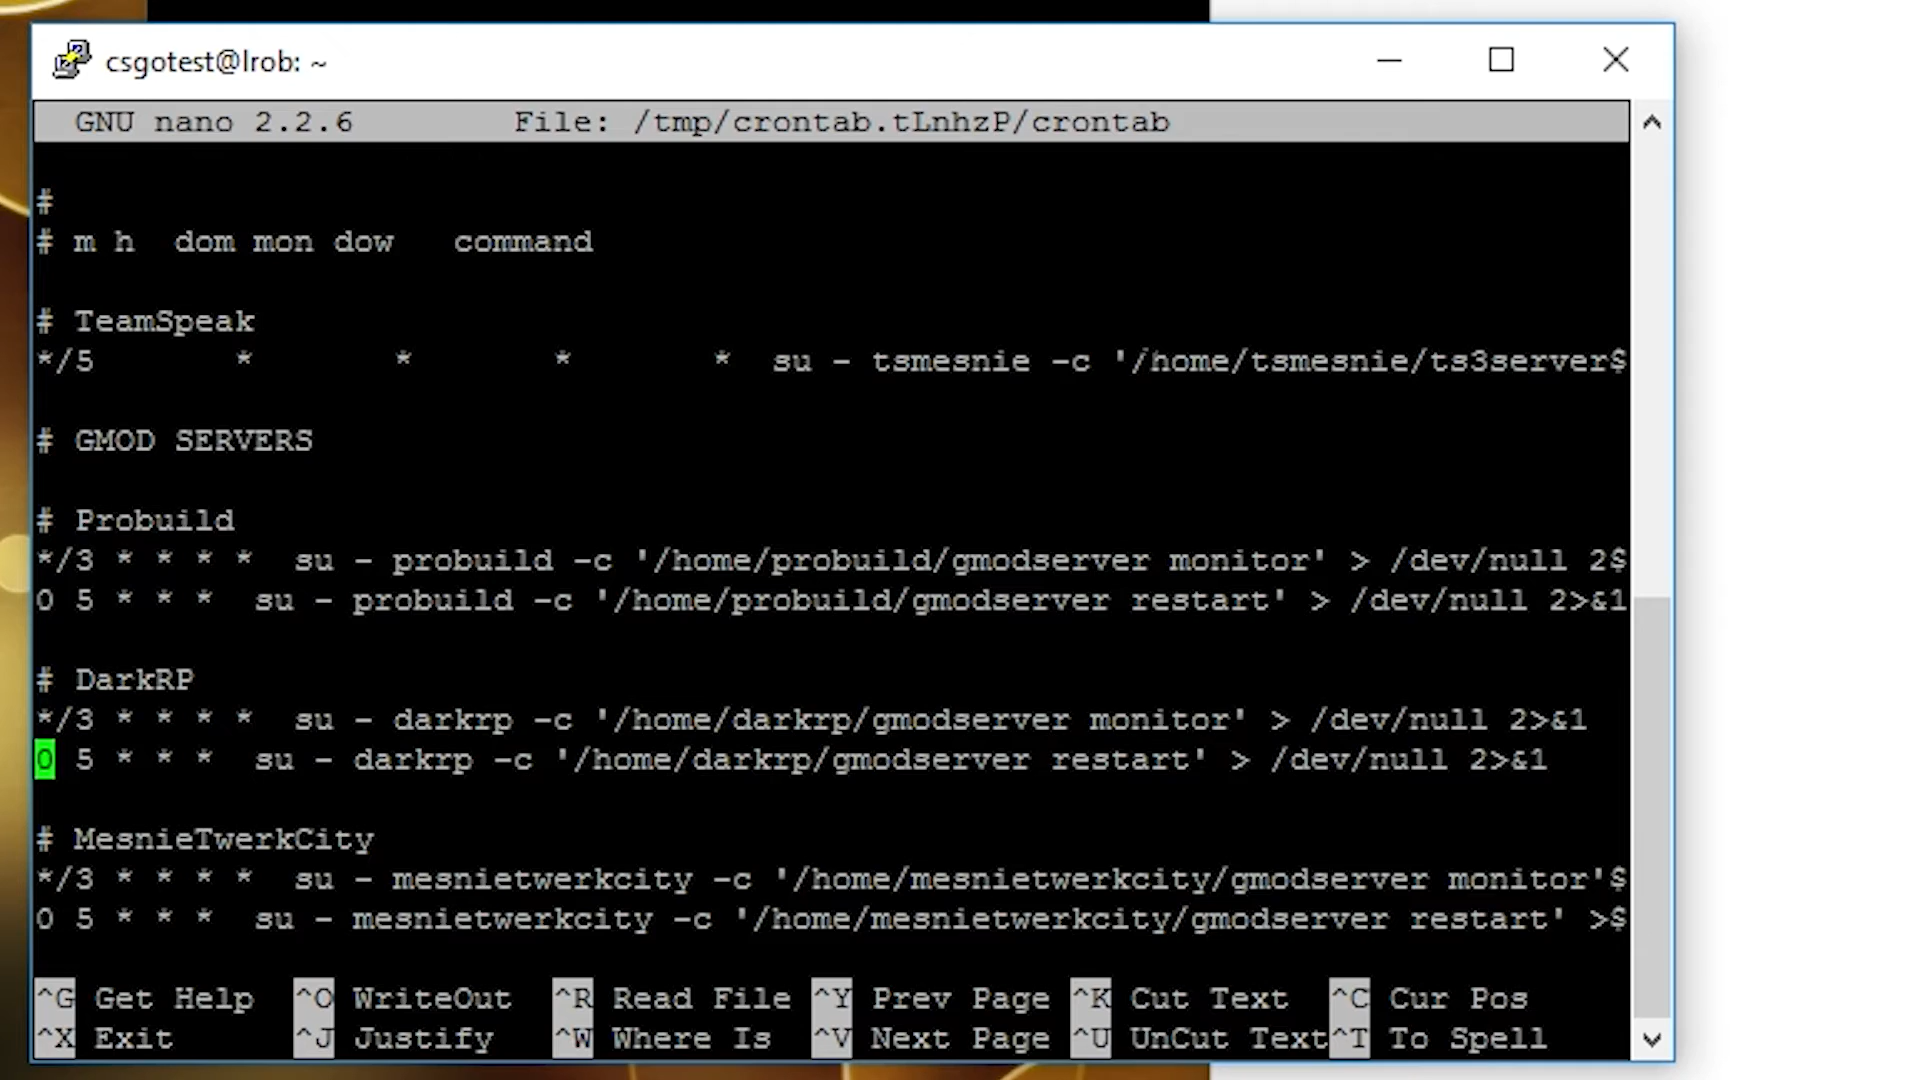 csgotest@lrob: ~
GNU nano 2.2.6 File: /tmp/crontab.tLnhzP/crontab
#
# m h  dom mon dow   command
# TeamSpeak
*/5 * * * * su - tsmesnie -c '/home/tsmesnie/ts3server$
# GMOD SERVERS
# Probuild
*/3 * * * *  su - probuild -c '/home/probuild/gmodserver monitor' > /dev/null 2$
0 5 * * *  su - probuild -c '/home/probuild/gmodserver restart' > /dev/null 2>&1
# DarkRP
*/3 * * * *  su - darkrp -c '/home/darkrp/gmodserver monitor' > /dev/null 2>&1
0 5 * * *  su - darkrp -c '/home/darkrp/gmodserver restart' > /dev/null 2>&1
# MesnieTwerkCity
*/3 * * * *  su - mesnietwerkcity -c '/home/mesnietwerkcity/gmodserver monitor'$
0 5 * * *  su - mesnietwerkcity -c '/home/mesnietwerkcity/gmodserver restart' >$
^G Get Help ^O WriteOut ^R Read File ^Y Prev Page ^K Cut Text ^C Cur Pos
^X Exit ^J Justify ^W Where Is ^V Next Page ^U UnCut Text ^T To Spell